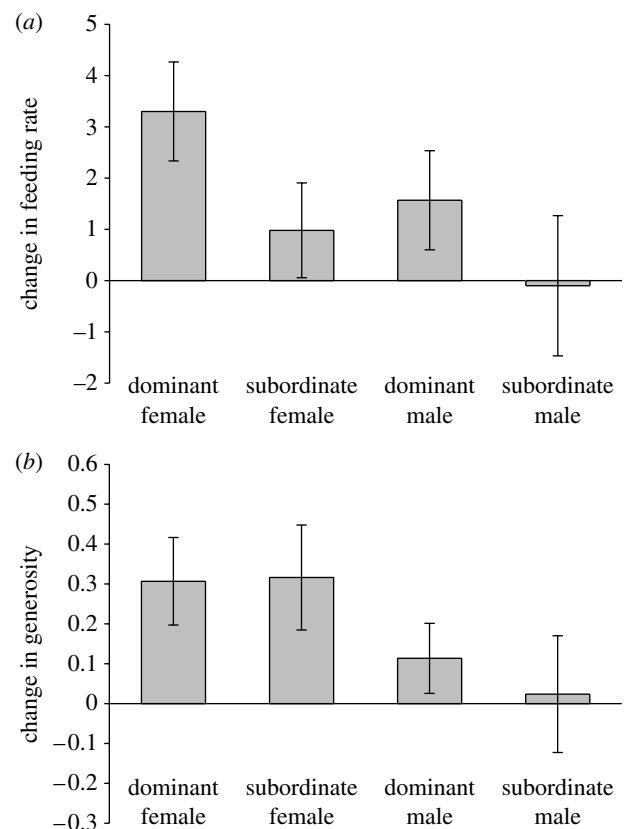 (a)
5
4
3
2
1
0
–1
–2
change in feeding rate
dominant subordinate dominant subordinate
female female male male
(b)
0.6
0.5
0.4
0.3
0.2
0.1
0
–0.1
–0.2
–0.3
change in generosity
dominant subordinate dominant subordinate
female female male male